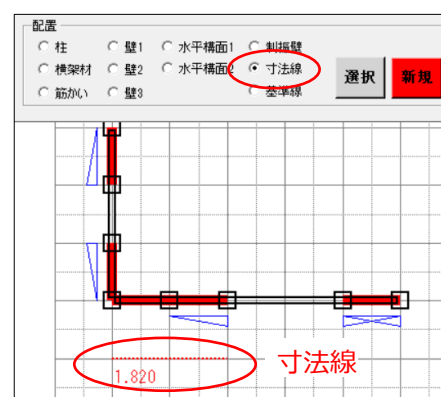 配置
柱 壁1 水平構面1 制振壁
横架材 壁2 水平構面2 寸法線
筋かい 壁3 基準線
選択 新規
寸法線
1.820